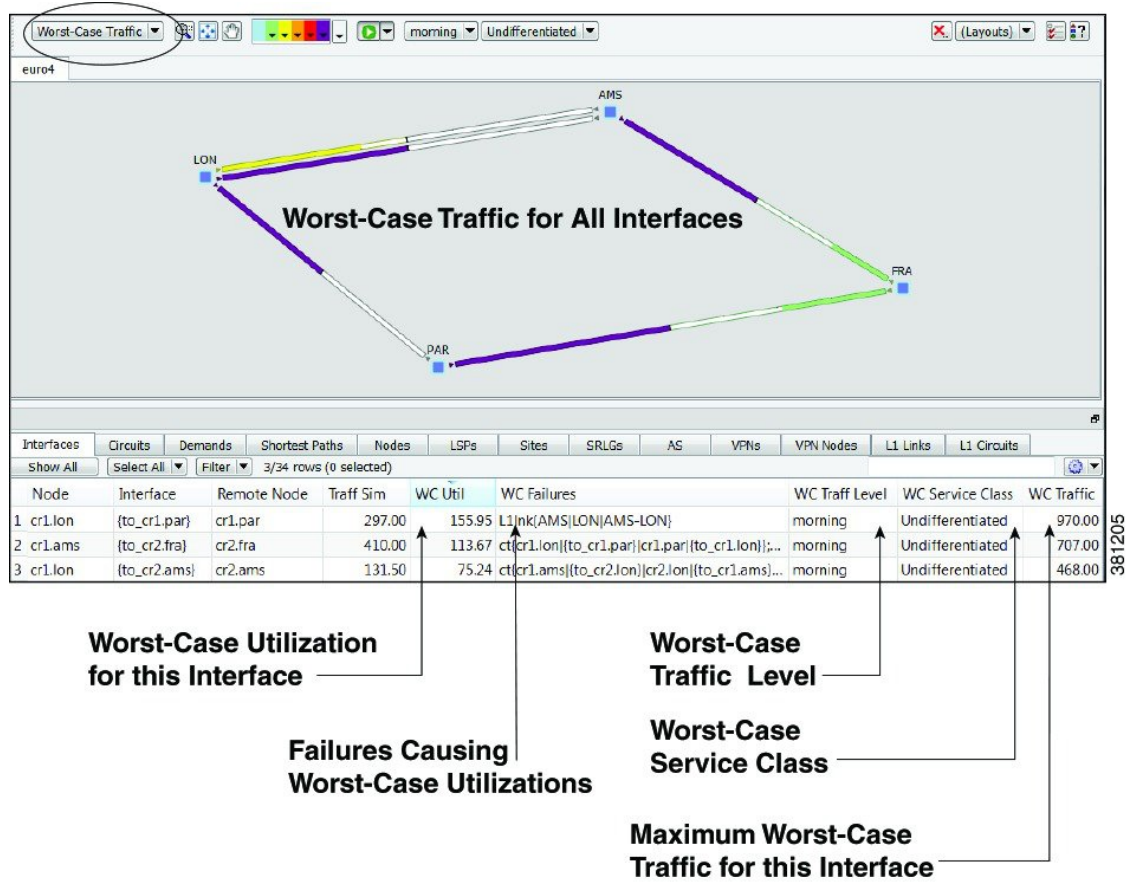 Worst-Case Traffic morning Undifferentiated (Layouts) ?
euro4
AMS
LON
Worst-Case Traffic for All Interfaces
FRA
PAR
Interfaces Circuits Demands Shortest Paths Nodes LSPs Sites SRLGs AS VPNs VPN Nodes L1 Links L1 Circuits
Show All Select All Filter 3/34 rows (0 selected)
Node Interface Remote Node Traff Sim WC Util WC Failures WC Traff Level WC Service Class WC Traffic
1 cr1.lon {to_cr1.par} cr1.par 297.00 155.95 L1lnk{AMS|LON|AMS-LON} morning Undifferentiated 970.00
2 cr1.ams {to_cr2.fra} cr2.fra 410.00 113.67 ct{cr1.lon|{to_cr1.par}|cr1.par|{to_cr1.lon}};... morning Undifferentiated 707.00
3 cr1.lon {to_cr2.ams} cr2.ams 131.50 75.24 ct{cr1.ams|{to_cr2.lon}|cr2.lon|{to_cr1.ams}... morning Undifferentiated 468.00
381205
Worst-Case Utilization
for this Interface
Failures Causing
Worst-Case Utilizations
Worst-Case
Traffic Level
Worst-Case
Service Class
Maximum Worst-Case
Traffic for this Interface